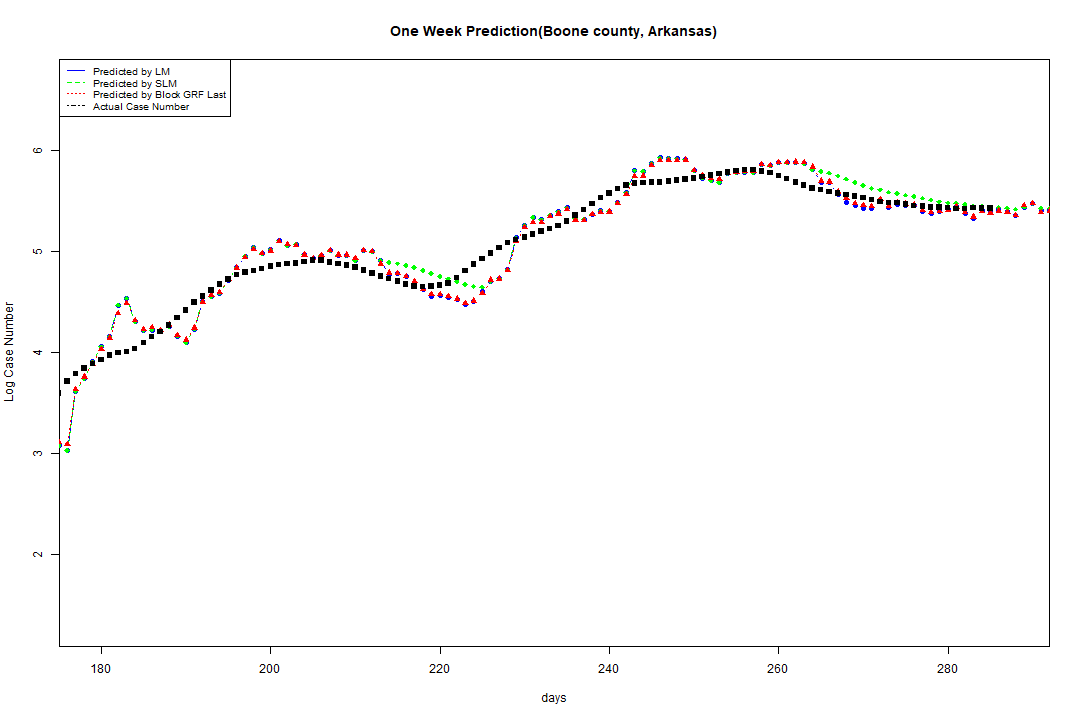 One Week Prediction(Boone county, Arkansas)
Predicted by LM
Predicted by SLM
Predicted by Block GRF Last
Actual Case Number
6
5
4
3
2
Log Case Number
180 200 220 240 260 280
days